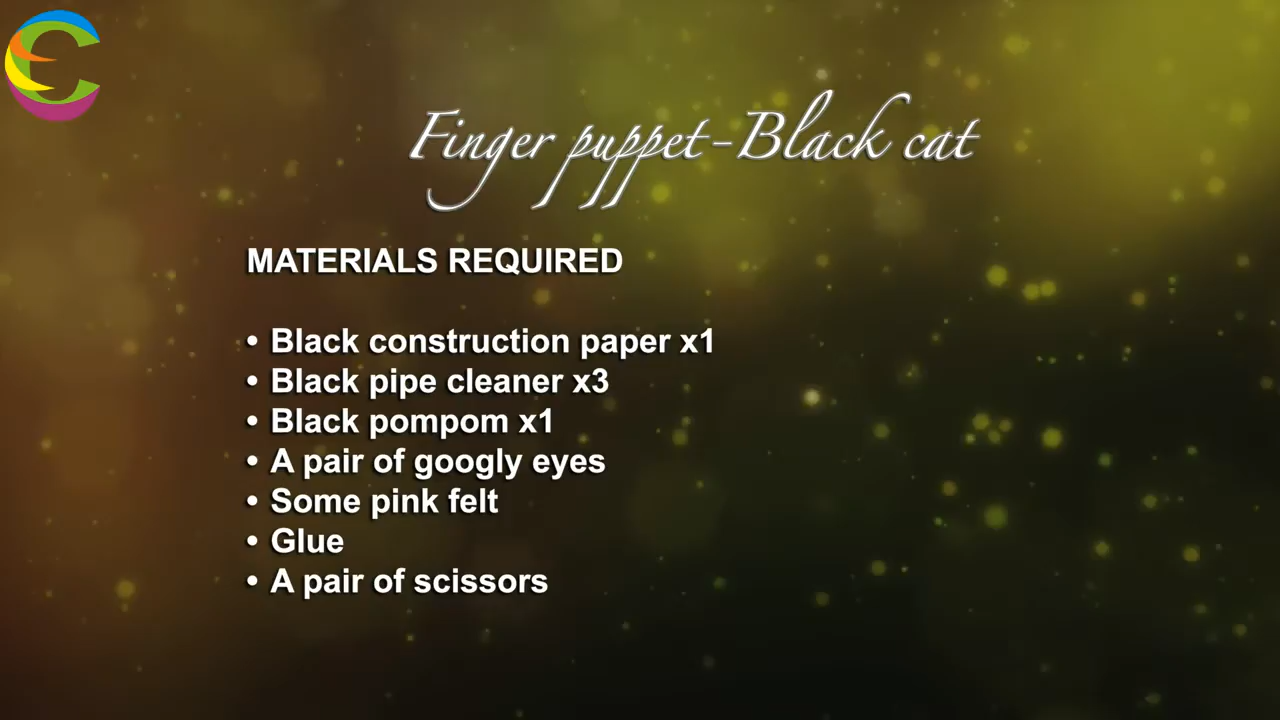 Finger puppet-Black cat
MATERIALS REQUIRED
• Black construction paper x1
• Black pipe cleaner x3
• Black pompom x1
• A pair of googly eyes
• Some pink felt
• Glue
• A pair of scissors